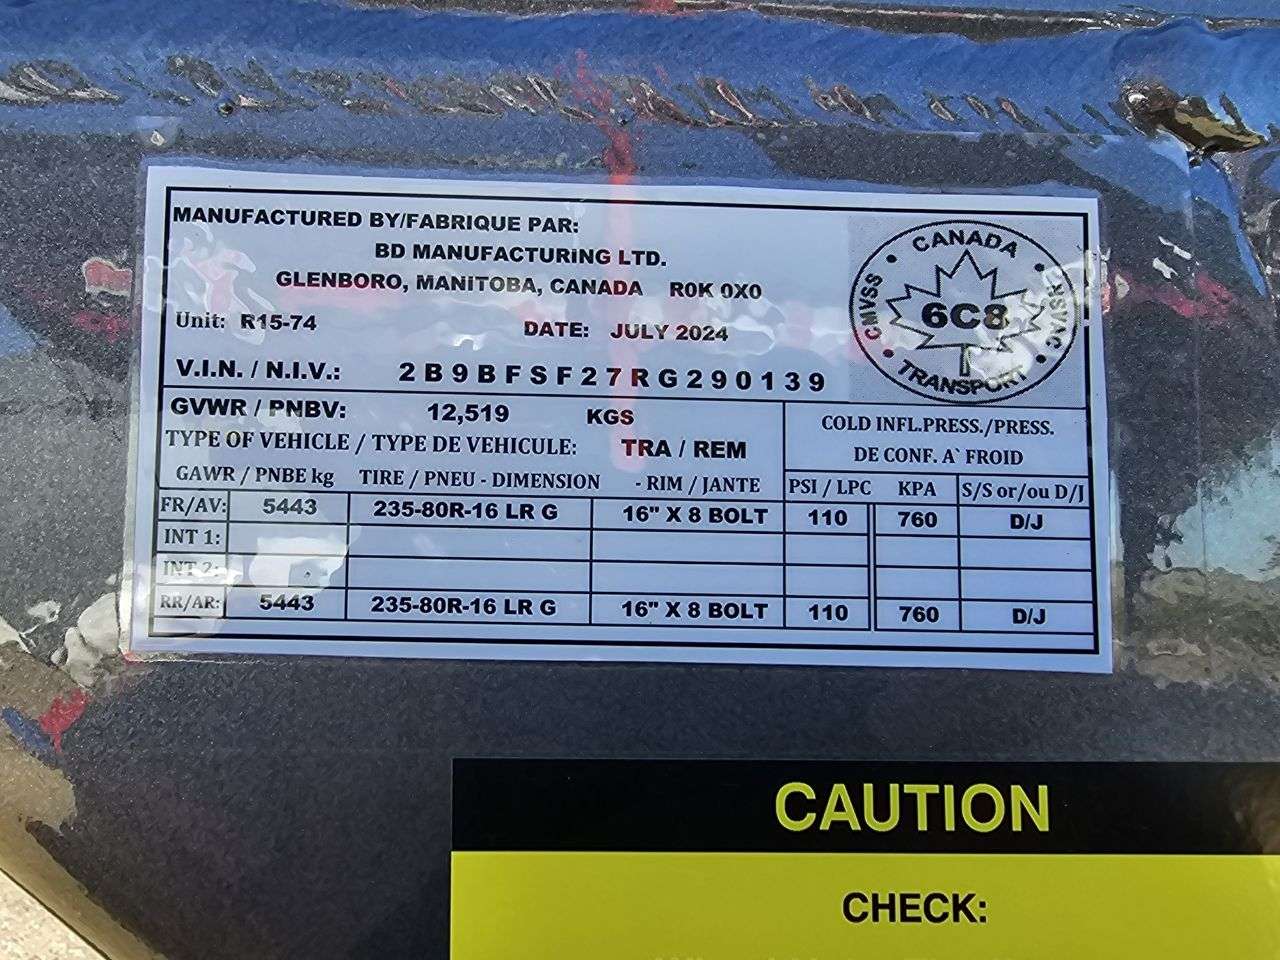 MANUFACTURED BY/FABRIQUE PAR:
BD MANUFACTURING LTD.
GLENBORO, MANITOBA, CANADA R0K 0X0
Unit: R15-74 DATE: JULY 2024
CANADA
CMVSS
6C8
NSVAC
TRANSPORT
V.I.N. / N.I.V.: 2B9BFSF27RG290139
GVWR / PNBV: 12,519 KGS
TYPE OF VEHICLE / TYPE DE VEHICULE: TRA / REM
COLD INFL.PRESS./PRESS.
DE CONF. A` FROID
GAWR / PNBE kg TIRE / PNEU - DIMENSION - RIM / JANTE PSI / LPC KPA S/S or/ou D/J
FR/AV: 5443 235-80R-16 LR G 16" X 8 BOLT 110 760 D/J
INT 1:
INT 2:
RR/AR: 5443 235-80R-16 LR G 16" X 8 BOLT 110 760 D/J
CAUTION
CHECK: